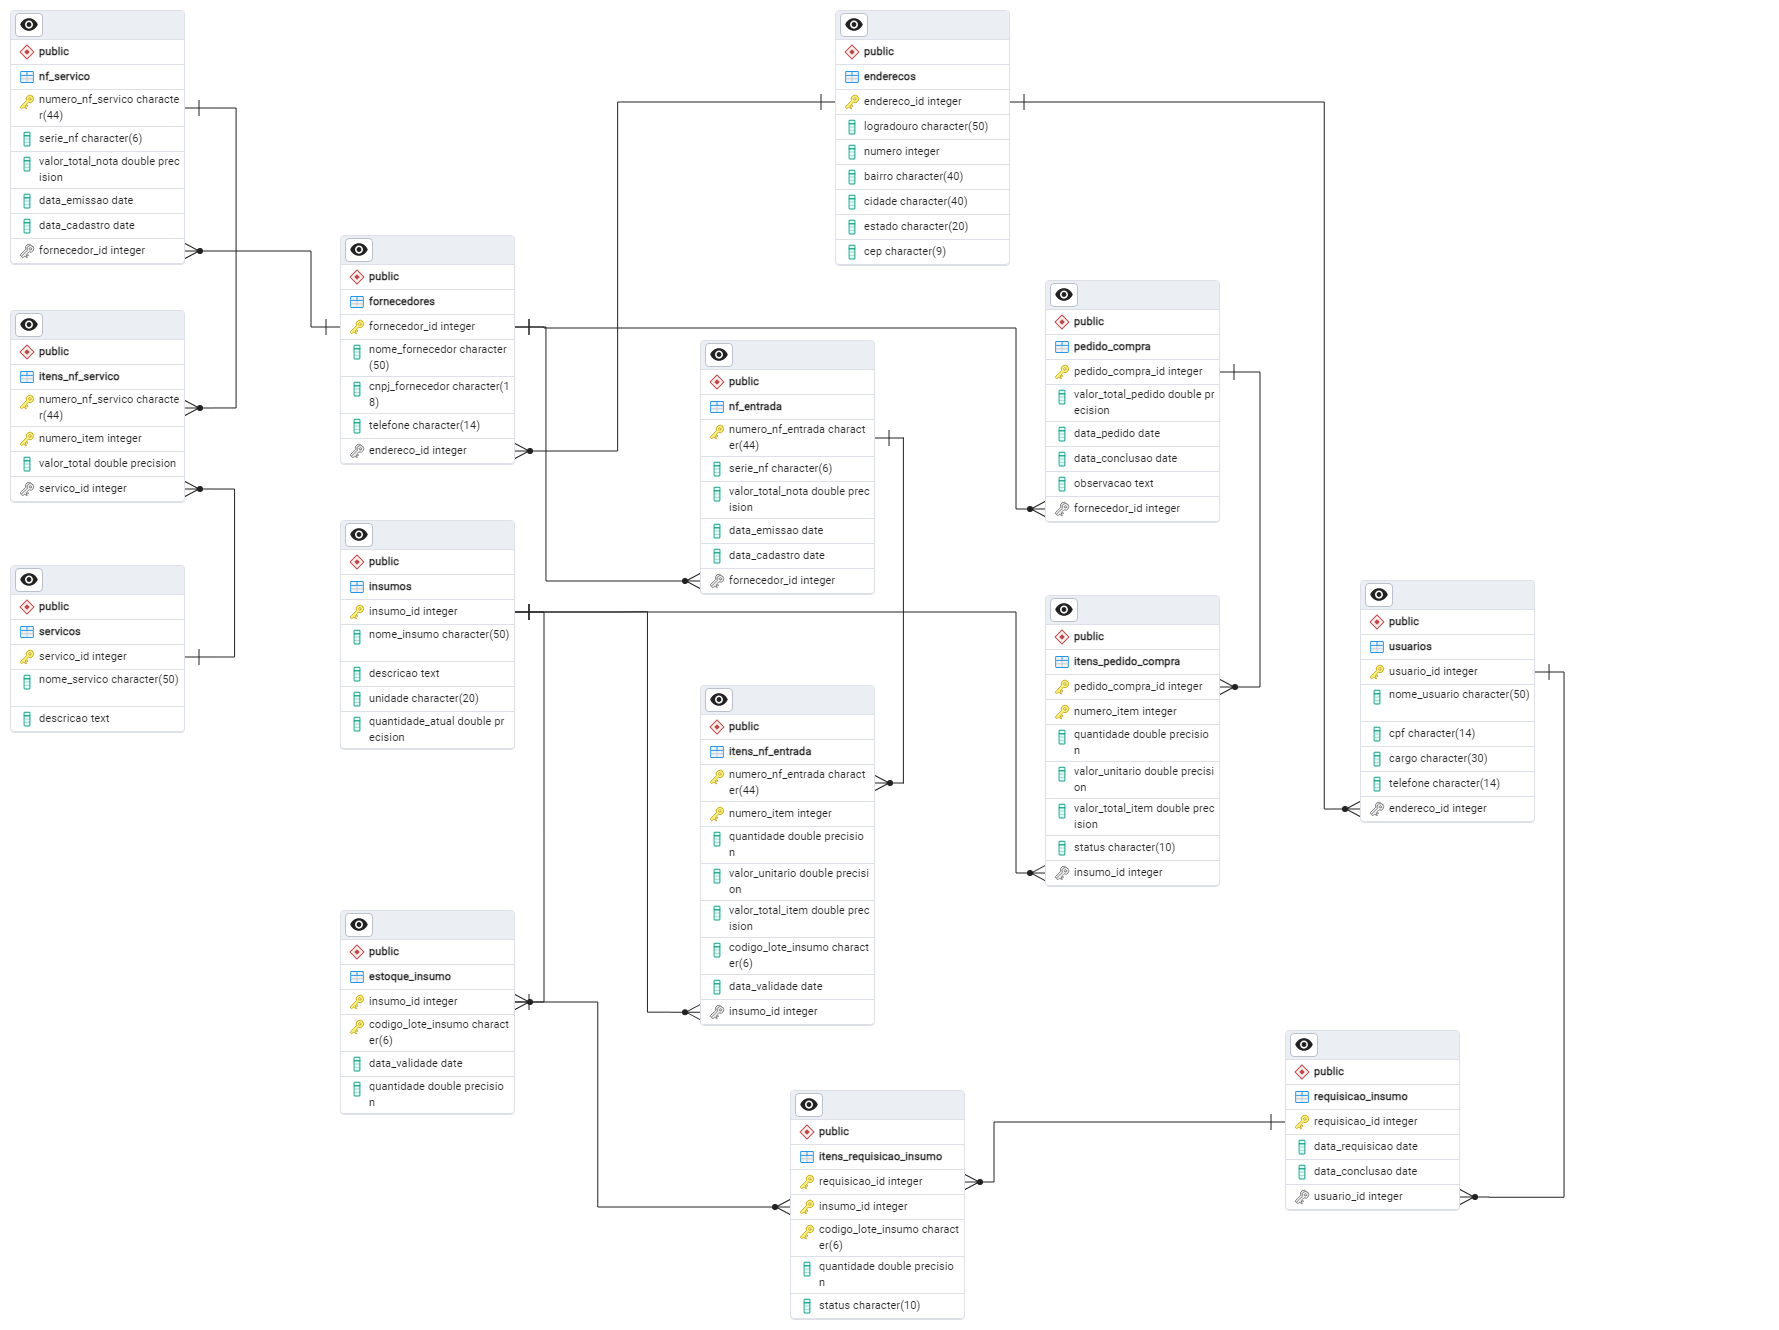 public
nf_servico
numero_nf_servico characte
r(44)
serie_nf character(6)
valor_total_nota double prec
ision
data_emissao date
data_cadastro date
fornecedor_id integer
public
itens_nf_servico
numero_nf_servico characte
r(44)
numero_item integer
valor_total double precision
servico_id integer
public
servicos
servico_id integer
nome_servico character(50)
descricao text
public
fornecedores
fornecedor_id integer
nome_fornecedor character
(50)
cnpj_fornecedor character(1
8)
telefone character(14)
endereco_id integer
public
insumos
insumo_id integer
nome_insumo character(50)
descricao text
unidade character(20)
quantidade_atual double pr
ecision
public
estoque_insumo
insumo_id integer
codigo_lote_insumo charact
er(6)
data_validade date
quantidade double precisio
n
public
enderecos
endereco_id integer
logradouro character(50)
numero integer
bairro character(40)
cidade character(40)
estado character(20)
cep character(9)
public
nf_entrada
numero_nf_entrada charact
er(44)
serie_nf character(6)
valor_total_nota double prec
ision
data_emissao date
data_cadastro date
fornecedor_id integer
public
itens_nf_entrada
numero_nf_entrada charact
er(44)
numero_item integer
quantidade double precisio
n
valor_unitario double precisi
on
valor_total_item double prec
ision
codigo_lote_insumo charact
er(6)
data_validade date
insumo_id integer
public
itens_requisicao_insumo
requisicao_id integer
insumo_id integer
codigo_lote_insumo charact
er(6)
quantidade double precisio
n
status character(10)
public
pedido_compra
pedido_compra_id integer
valor_total_pedido double pr
ecision
data_pedido date
data_conclusao date
observacao text
fornecedor_id integer
public
itens_pedido_compra
pedido_compra_id integer
numero_item integer
quantidade double precisio
n
valor_unitario double precisi
on
valor_total_item double prec
ision
status character(10)
insumo_id integer
public
usuarios
usuario_id integer
nome_usuario character(50)
cpf character(14)
cargo character(30)
telefone character(14)
endereco_id integer
public
requisicao_insumo
requisicao_id integer
data_requisicao date
data_conclusao date
usuario_id integer